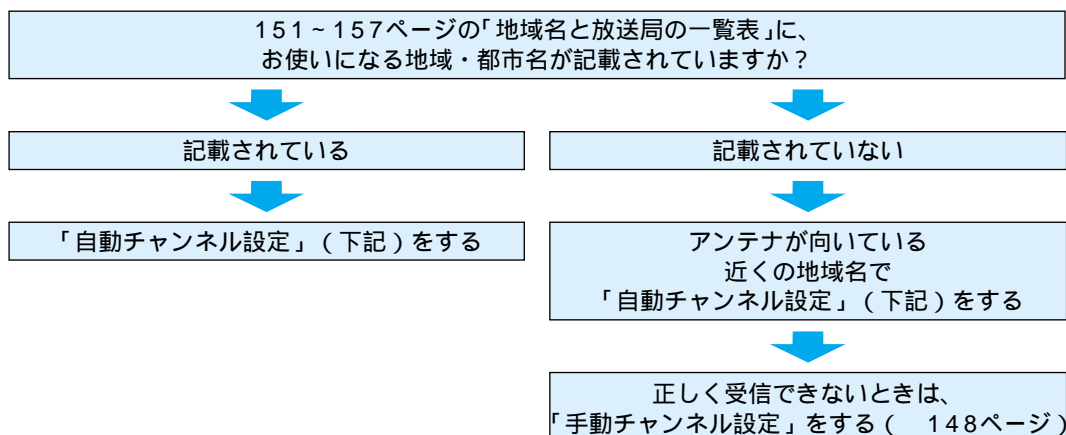 151～157ページの「地域名と放送局の一覧表」に、
お使いになる地域・都市名が記載されていますか？
記載されている
記載されていない
「自動チャンネル設定」（下記）をする
アンテナが向いている
近くの地域名で
「自動チャンネル設定」（下記）をする
正しく受信できないときは、
「手動チャンネル設定」をする（　148ページ）